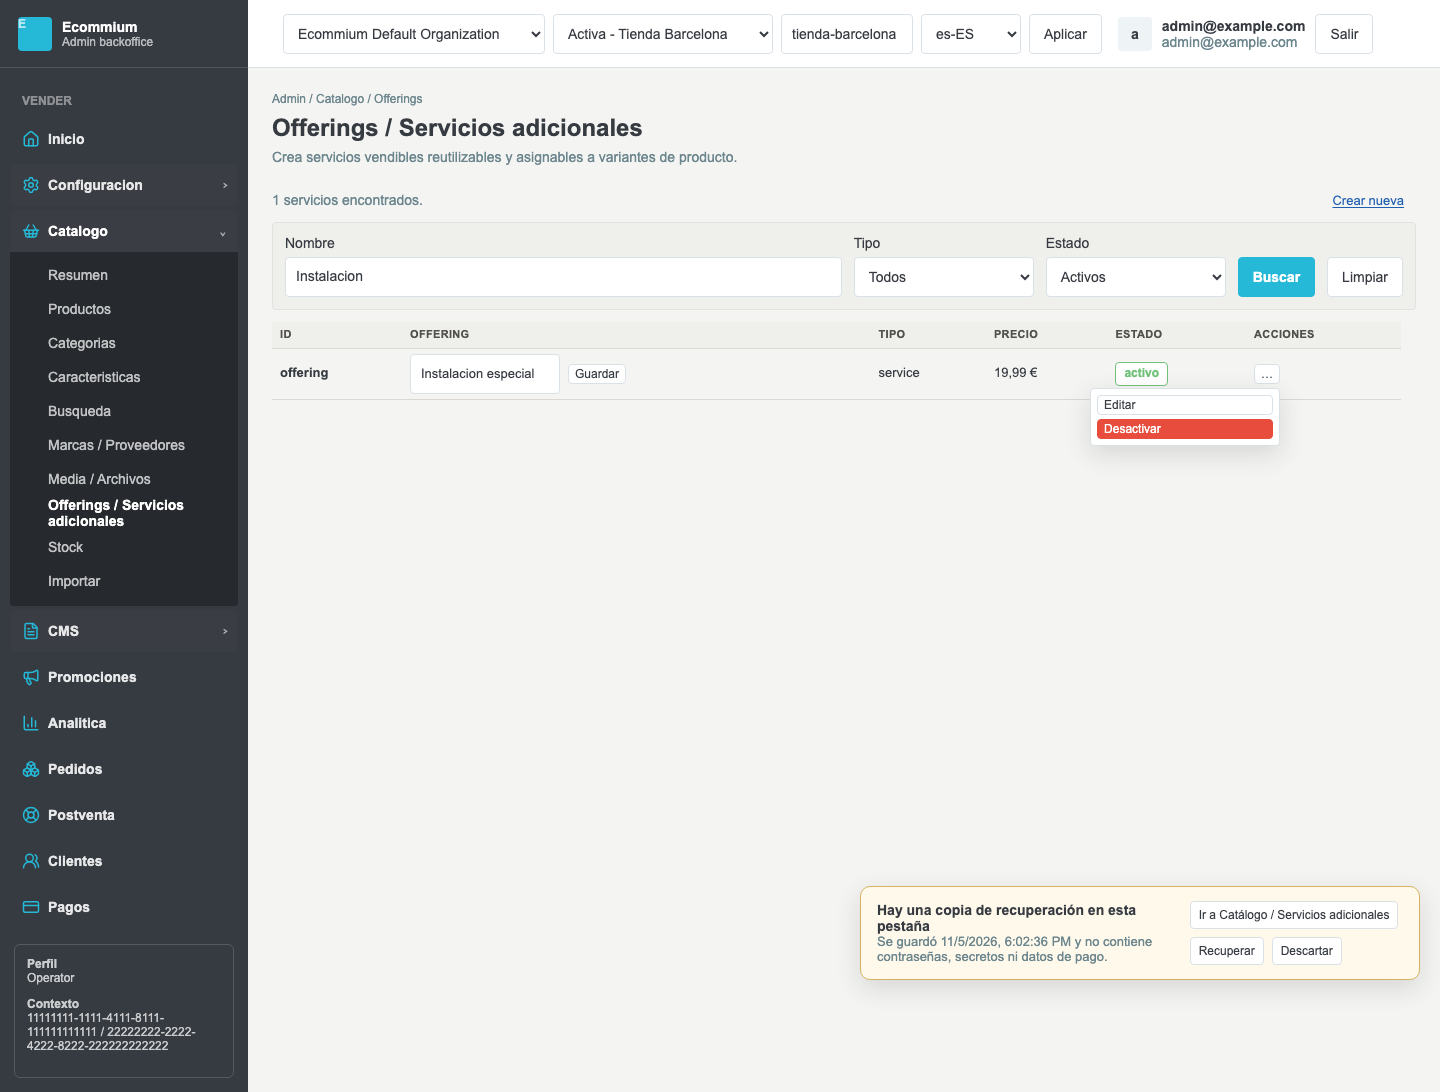 E
Ecommium
Admin backoffice
Ecommium Default Organization
Activa - Tienda Barcelona
tienda-barcelona
es-ES
Aplicar
a
admin@example.com
admin@example.com
Salir
VENDER
Inicio
Configuracion
Catalogo
Resumen
Productos
Categorias
Caracteristicas
Busqueda
Marcas / Proveedores
Media / Archivos
Offerings / Servicios
adicionales
Stock
Importar
CMS
Promociones
Analitica
Pedidos
Postventa
Clientes
Pagos
Perfil
Operator
Contexto
11111111-1111-4111-8111-
111111111111 / 22222222-2222-
4222-8222-222222222222
Admin / Catalogo / Offerings
Offerings / Servicios adicionales
Crea servicios vendibles reutilizables y asignables a variantes de producto.
1 servicios encontrados.
Crear nueva
Nombre
Tipo
Estado
Instalacion
Todos
Activos
Buscar
Limpiar
ID
OFFERING
TIPO
PRECIO
ESTADO
ACCIONES
offering
Instalacion especial
Guardar
service
19,99 €
activo
...
Editar
Desactivar
Hay una copia de recuperación en esta
pestaña
Se guardó 11/5/2026, 6:02:36 PM y no contiene
contraseñas, secretos ni datos de pago.
Ir a Catálogo / Servicios adicionales
Recuperar
Descartar